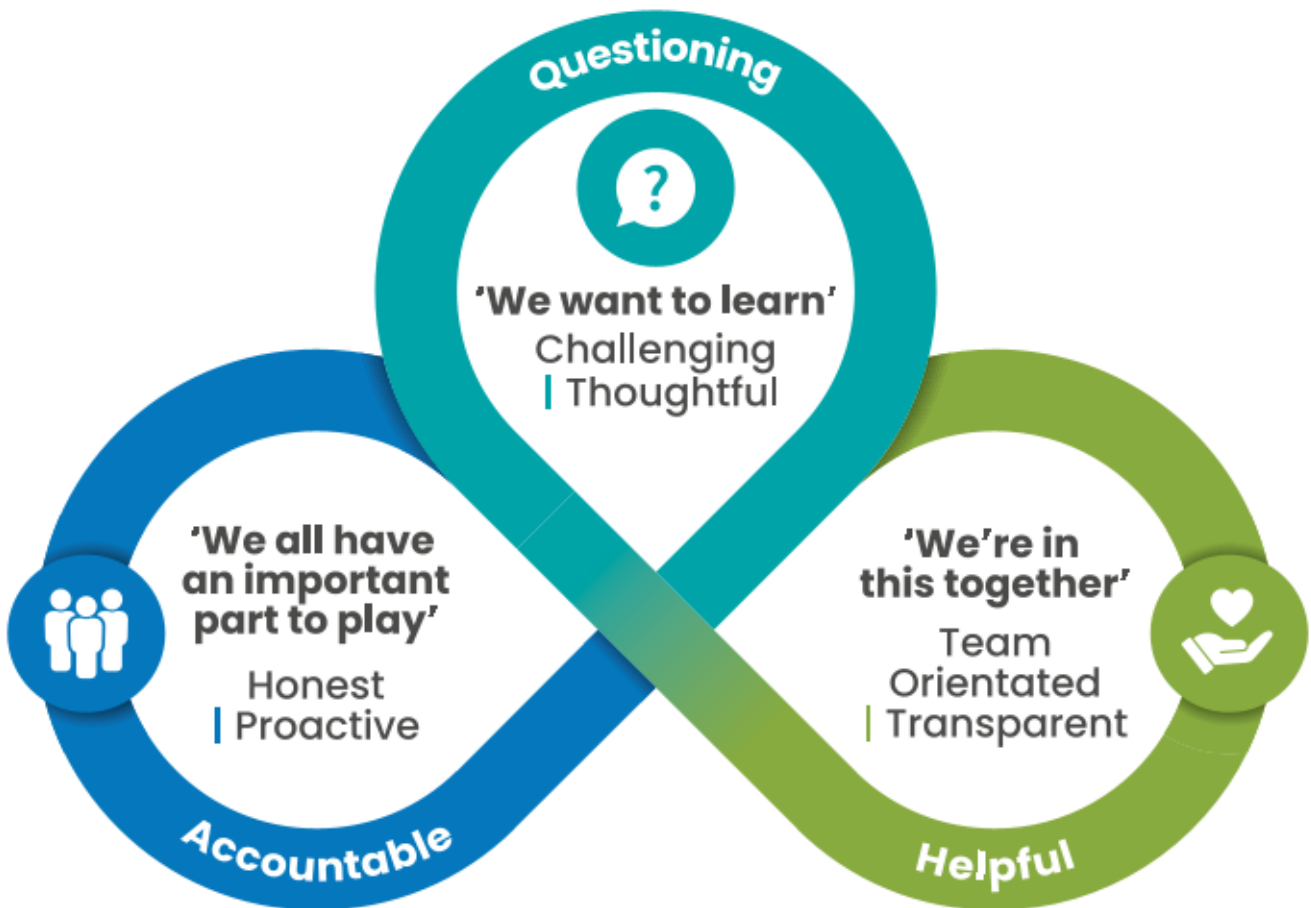 Questioning
?
'We want to learn'
Challenging
| Thoughtful
'We all have
an important
part to play'
Honest
| Proactive
Accountable
'We're in
this together'
Team
Orientated
| Transparent
Helpful